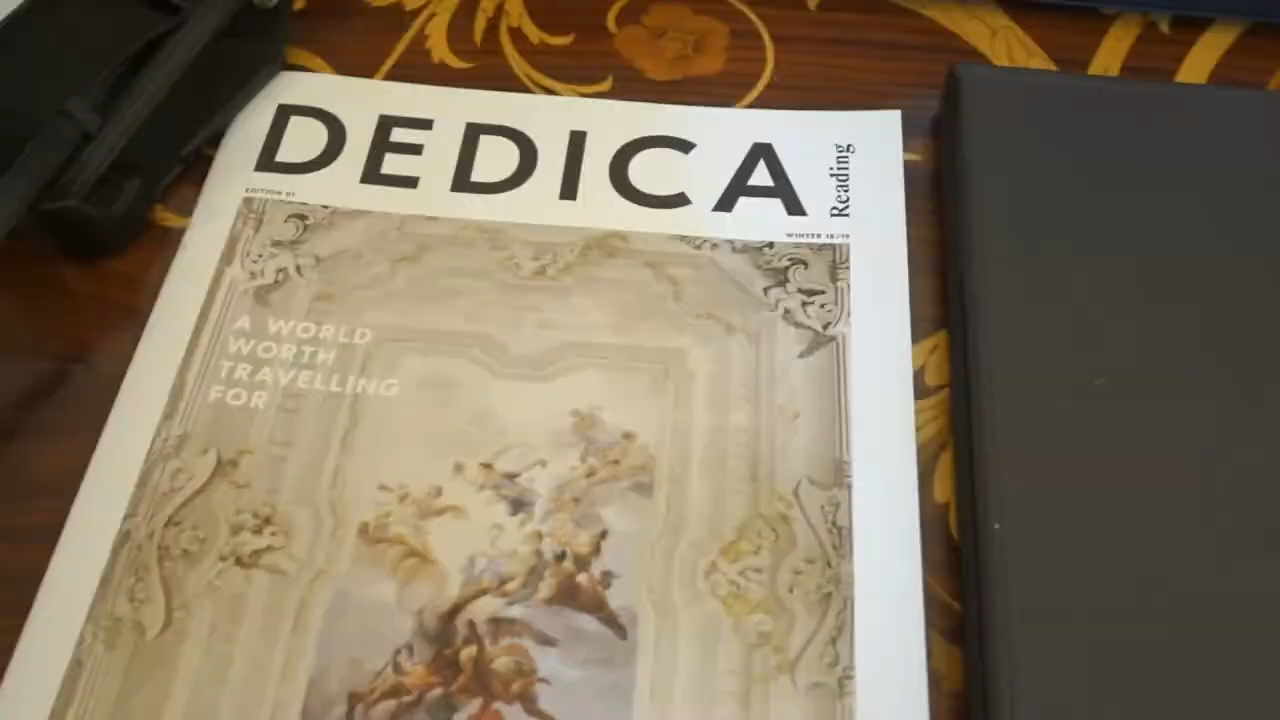 DEDICA
Reading
EDITION 01
WINTER 18/19
A WORLD
WORTH
TRAVELLING
FOR